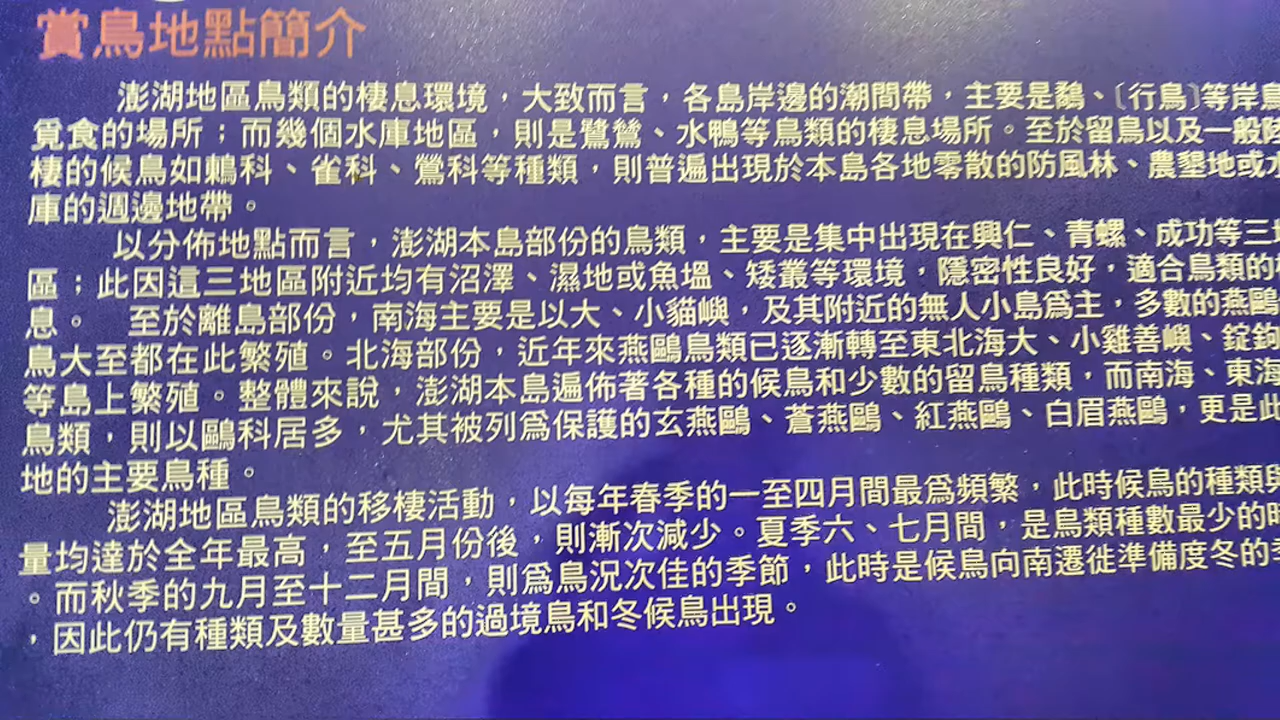 賞鳥地點簡介
澎湖地區鳥類的棲息環境，大致而言，各島岸邊的潮間帶，主要是鷸、〔行鳥〕等岸鳥
覓食的場所；而幾個水庫地區，則是鷺鷥、水鴨等鳥類的棲息場所。至於留鳥以及一般陸
棲的候鳥如鶇科、雀科、鶯科等種類，則普遍出現於本島各地零散的防風林、農墾地或水
庫的週邊地帶。
以分佈地點而言，澎湖本島部份的鳥類，主要是集中出現在興仁、青螺、成功等三地
區；此因這三地區附近均有沼澤、濕地或魚塭、矮叢等環境，隱密性良好，適合鳥類的
息。 至於離島部份，南海主要是以大、小貓嶼，及其附近的無人小島爲主，多數的燕鷗
鳥大至都在此繁殖。北海部份，近年來燕鷗鳥類已逐漸轉至東北海大、小雞善嶼、錠鉤
等島上繁殖。整體來說，澎湖本島遍佈著各種的候鳥和少數的留鳥種類，而南海、東海
鳥類，則以鷗科居多，尤其被列爲保護的玄燕鷗、蒼燕鷗、紅燕鷗、白眉燕鷗，更是此
地的主要鳥種。
澎湖地區鳥類的移棲活動，以每年春季的一至四月間最爲頻繁，此時候鳥的種類與
量均達於全年最高，至五月份後，則漸次減少。夏季六、七月間，是鳥類種數最少的時
。而秋季的九月至十二月間，則爲鳥況次佳的季節，此時是候鳥向南遷徙準備度冬的季
，因此仍有種類及數量甚多的過境鳥和冬候鳥出現。